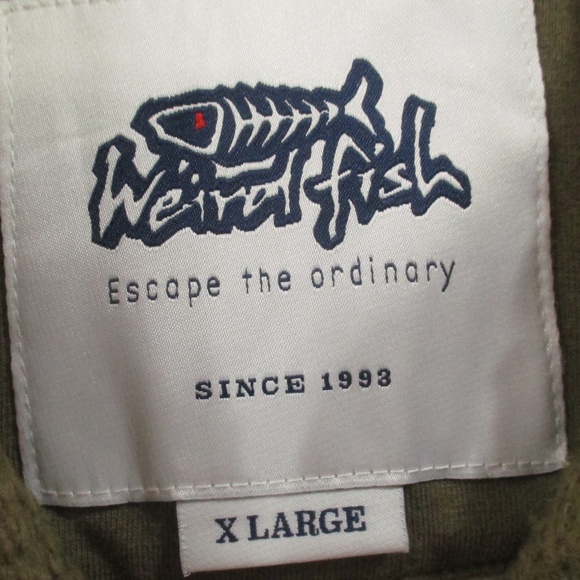 Weird fish
Escape the ordinary
SINCE 1993
X LARGE